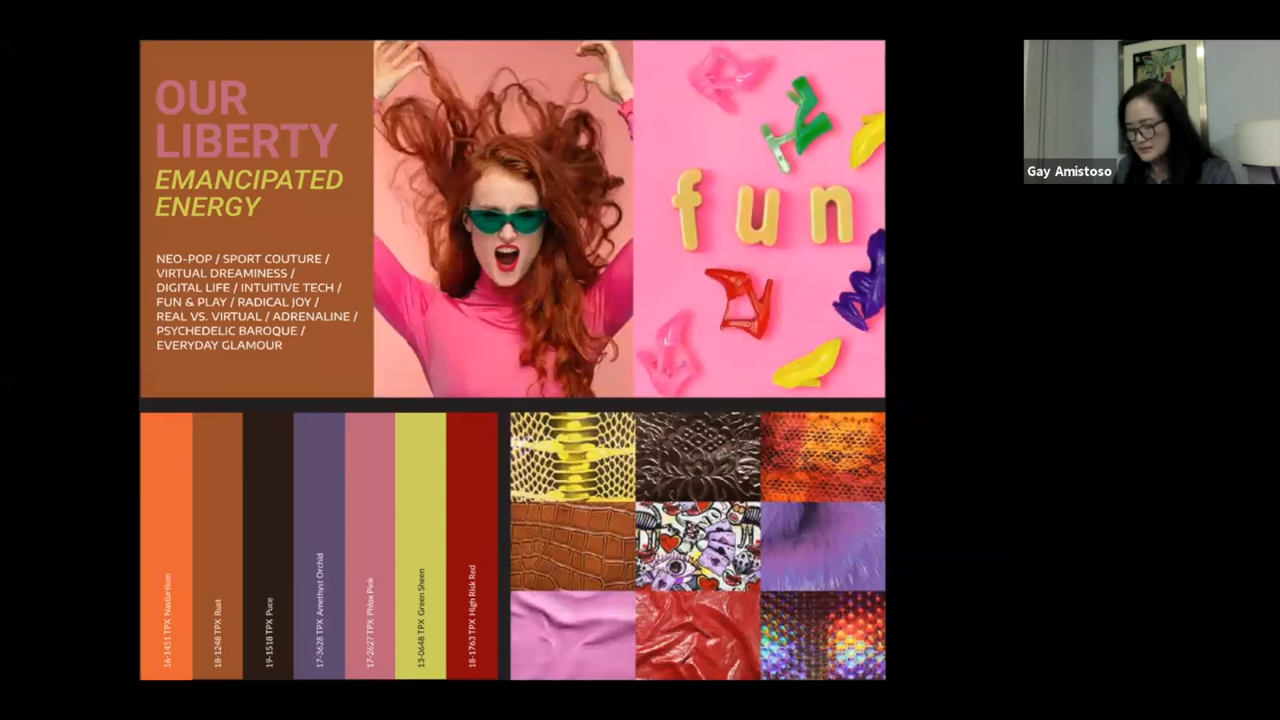 OUR
LIBERTY
EMANCIPATED
ENERGY
NEO-POP / SPORT COUTURE /
VIRTUAL DREAMINESS /
DIGITAL LIFE / INTUITIVE TECH /
FUN & PLAY / RADICAL JOY /
REAL VS. VIRTUAL / ADRENALINE /
PSYCHEDELIC BAROQUE /
EVERYDAY GLAMOUR
fun
Gay Amistoso
16-1451 TPX Nasturtium
18-1248 TPX Rust
19-1518 TPX Puce
17-3628 TPX Amethyst Orchid
17-2627 TPX Phlox Pink
13-0648 TPX Green Sheen
18-1763 TPX High Risk Red